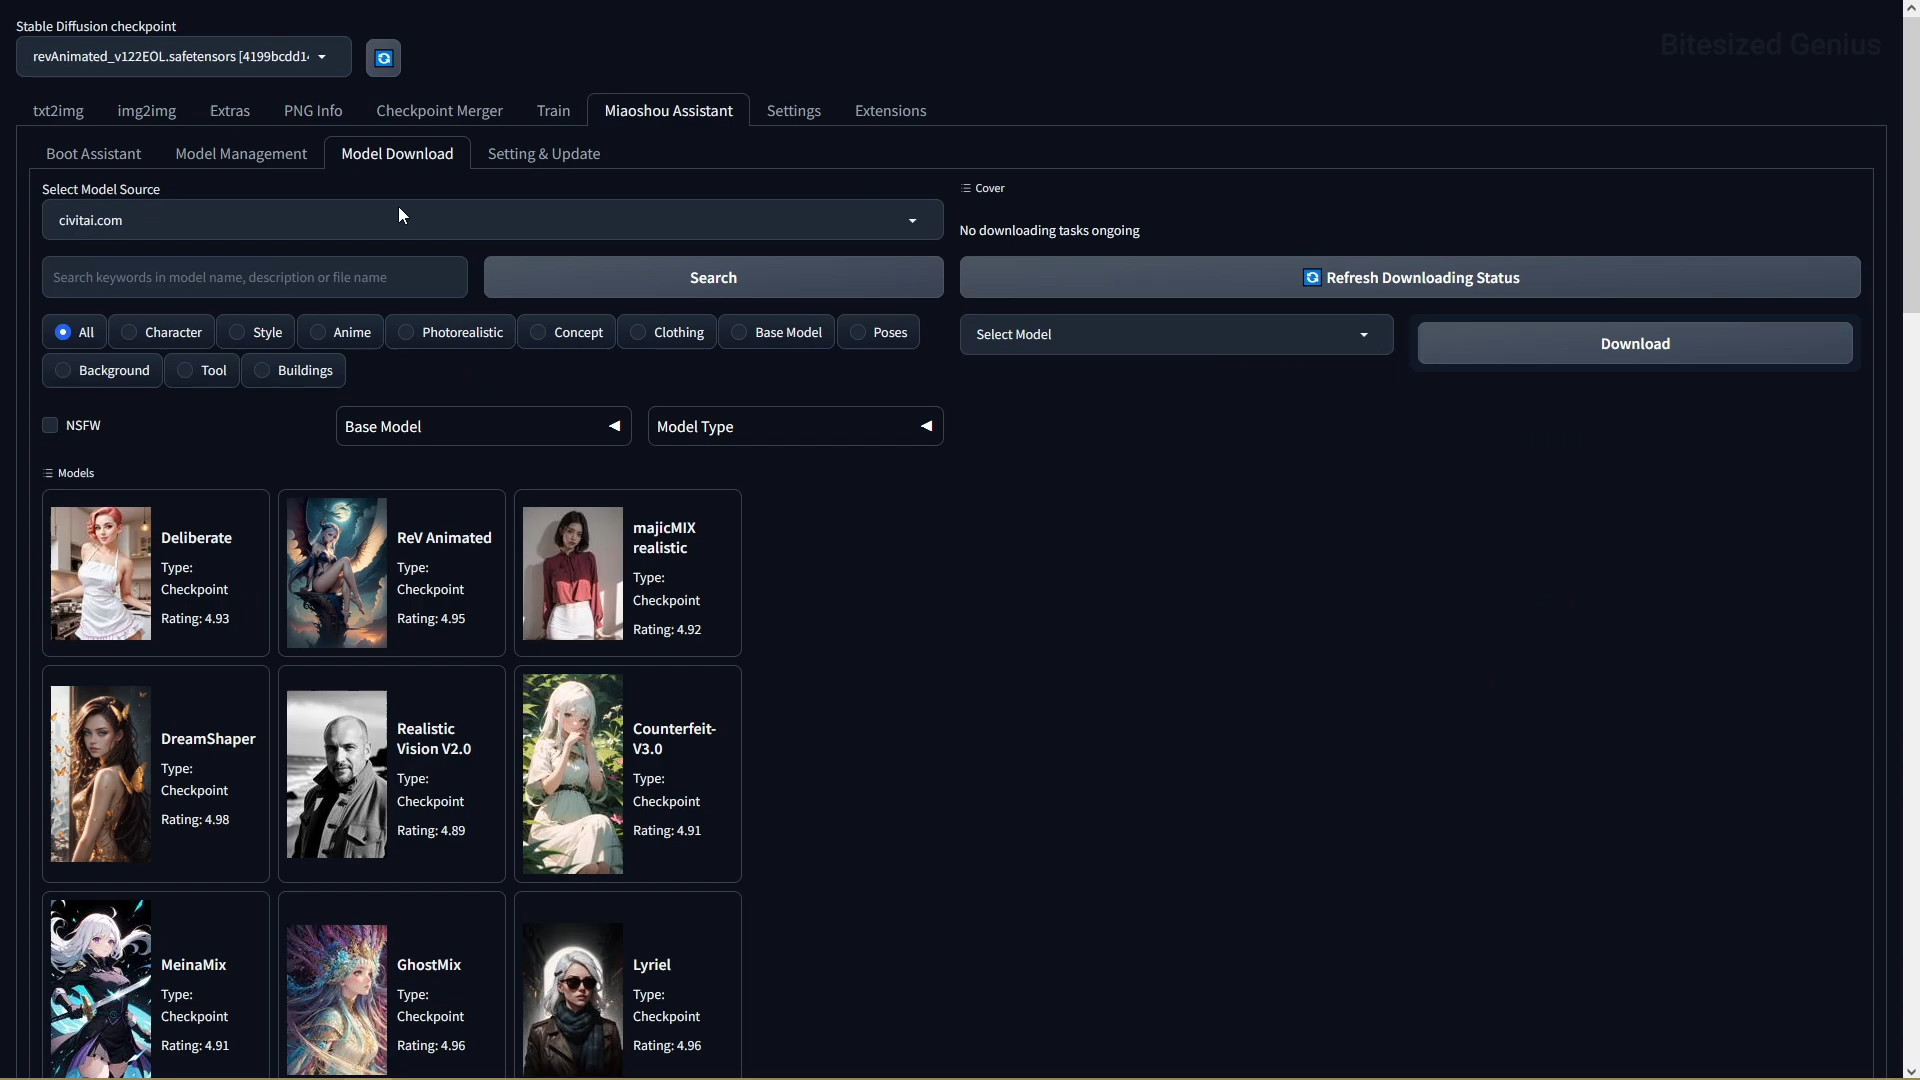 Stable Diffusion checkpoint
revAnimated_v122EOL.safetensors [4199bcdd14
Bitesized Genius
txt2img img2img Extras PNG Info Checkpoint Merger Train Miaoshou Assistant Settings Extensions
Boot Assistant Model Management Model Download Setting & Update
Select Model Source
Cover
civitai.com
No downloading tasks ongoing
Search keywords in model name, description or file name
Search
Refresh Downloading Status
All Character Style Anime Photorealistic Concept Clothing Base Model Poses
Select Model
Download
Background Tool Buildings
NSFW
Base Model
Model Type
Models
Deliberate
Type:
Checkpoint
Rating: 4.93
ReV Animated
Type:
Checkpoint
Rating: 4.95
majicMIX
realistic
Type:
Checkpoint
Rating: 4.92
DreamShaper
Type:
Checkpoint
Rating: 4.98
Realistic
Vision V2.0
Type:
Checkpoint
Rating: 4.89
Counterfeit-
V3.0
Type:
Checkpoint
Rating: 4.91
MeinaMix
Type:
Checkpoint
Rating: 4.91
GhostMix
Type:
Checkpoint
Rating: 4.96
Lyriel
Type:
Checkpoint
Rating: 4.96